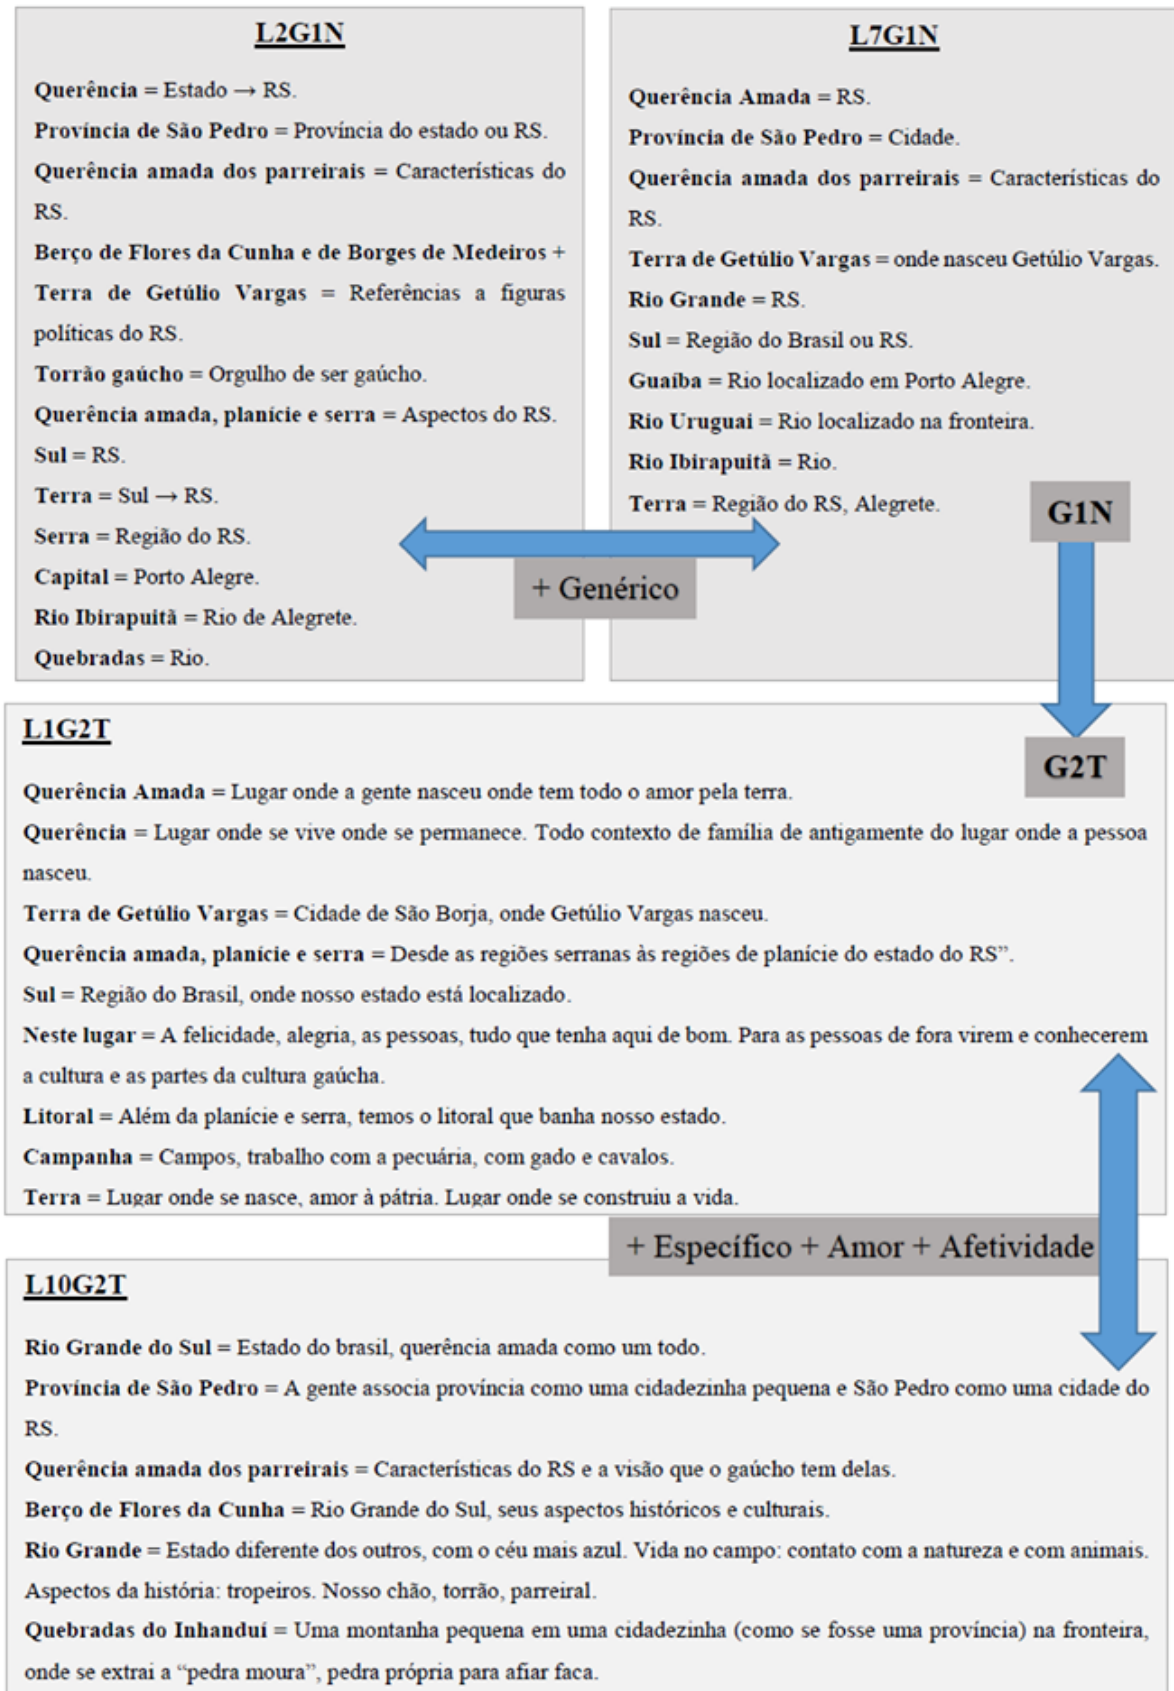 L2G1N
Querência = Estado → RS.
Província de São Pedro = Província do estado ou RS.
Querência amada dos parreirais = Características do
RS.
Berço de Flores da Cunha e de Borges de Medeiros +
Terra de Getúlio Vargas = Referências a figuras
políticas do RS.
Torrão gaúcho = Orgulho de ser gaúcho.
Querência amada, planície e serra = Aspectos do RS.
Sul = RS.
Terra = Sul → RS.
Serra = Região do RS.
Capital = Porto Alegre.
Rio Ibirapuitã = Rio de Alegrete.
Quebradas = Rio.
L7G1N
Querência Amada = RS.
Província de São Pedro = Cidade.
Querência amada dos parreirais = Características do
RS.
Terra de Getúlio Vargas = onde nasceu Getúlio Vargas.
Rio Grande = RS.
Sul = Região do Brasil ou RS.
Guaíba = Rio localizado em Porto Alegre.
Rio Uruguai = Rio localizado na fronteira.
Rio Ibirapuitã = Rio.
Terra = Região do RS, Alegrete.
G1N
+ Genérico
L1G2T
G2T
Querência Amada = Lugar onde a gente nasceu onde tem todo o amor pela terra.
Querência = Lugar onde se vive onde se permanece. Todo contexto de família de antigamente do lugar onde a pessoa
nasceu.
Terra de Getúlio Vargas = Cidade de São Borja, onde Getúlio Vargas nasceu.
Querência amada, planície e serra = Desde as regiões serranas às regiões de planície do estado do RS”.
Sul = Região do Brasil, onde nosso estado está localizado.
Neste lugar = A felicidade, alegria, as pessoas, tudo que tenha aqui de bom. Para as pessoas de fora virem e conhecerem
a cultura e as partes da cultura gaúcha.
Litoral = Além da planície e serra, temos o litoral que banha nosso estado.
Campanha = Campos, trabalho com a pecuária, com gado e cavalos.
Terra = Lugar onde se nasce, amor à pátria. Lugar onde se construiu a vida.
+ Específico + Amor + Afetividade
L10G2T
Rio Grande do Sul = Estado do brasil, querência amada como um todo.
Província de São Pedro = A gente associa província como uma cidadezinha pequena e São Pedro como uma cidade do
RS.
Querência amada dos parreirais = Características do RS e a visão que o gaúcho tem delas.
Berço de Flores da Cunha = Rio Grande do Sul, seus aspectos históricos e culturais.
Rio Grande = Estado diferente dos outros, com o céu mais azul. Vida no campo: contato com a natureza e com animais.
Aspectos da história: tropeiros. Nosso chão, torrão, parreiral.
Quebradas do Inhanduí = Uma montanha pequena em uma cidadezinha (como se fosse uma província) na fronteira,
onde se extrai a “pedra moura”, pedra própria para afiar faca.